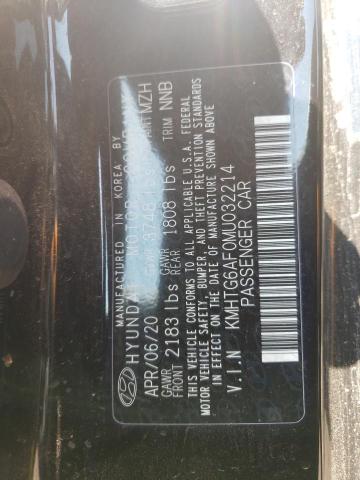 MANUFACTURED IN KOREA BY
HYUNDAI MOTOR COMPANY
APR/06/20 GVWR 3748 lbs PAINT MZH
GAWR FRONT 2183 lbs GAWR REAR 1808 lbs TRIM NNB
THIS VEHICLE CONFORMS TO ALL APPLICABLE U.S.A. FEDERAL
MOTOR VEHICLE SAFETY, BUMPER, AND THEFT PREVENTION STANDARDS
IN EFFECT ON THE DATE OF MANUFACTURE SHOWN ABOVE.
V.I.N KMHTG6AF0MU032214
PASSENGER CAR